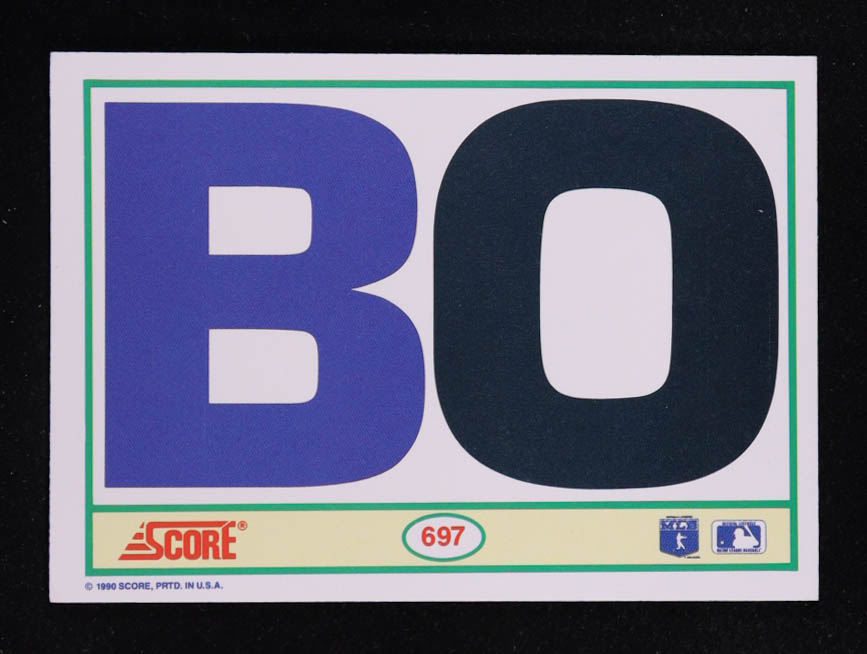 BO
SCORE®
697
© 1990 SCORE, PRTD. IN U.S.A.